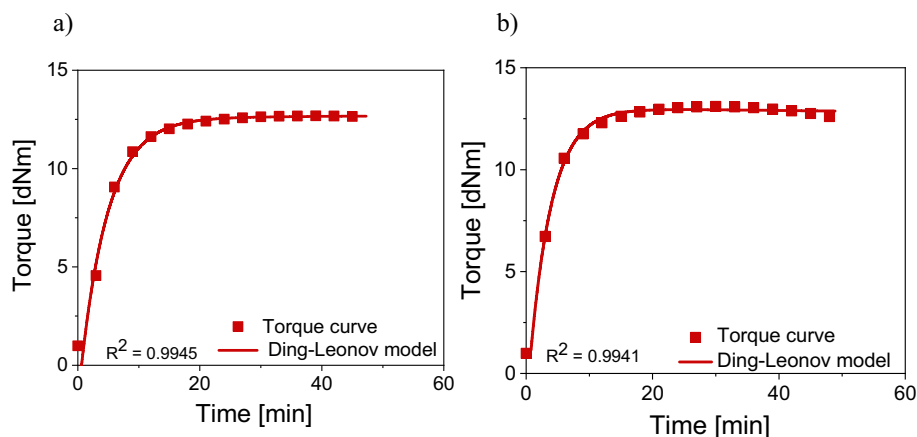 a)
15
10
5
0
Torque [dNm]
Torque curve
Ding-Leonov model
R² = 0.9945
0 20 40 60
Time [min]
b)
15
10
5
0
Torque [dNm]
Torque curve
Ding-Leonov model
R² = 0.9941
0 20 40 60
Time [min]